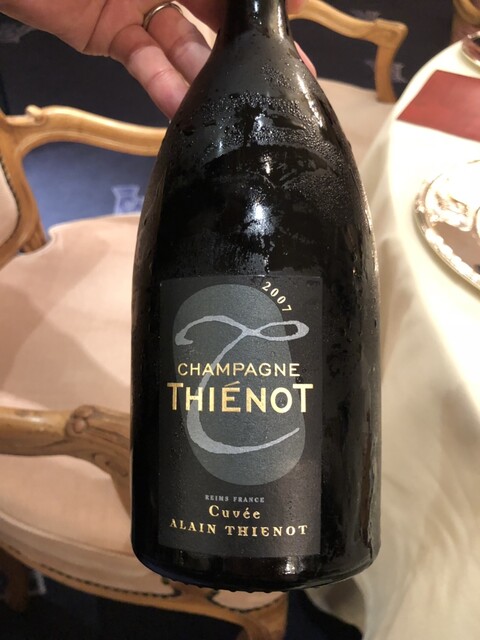 2007
CHAMPAGNE
THIÉNOT
REIMS FRANCE
Cuvée
ALAIN THIENOT